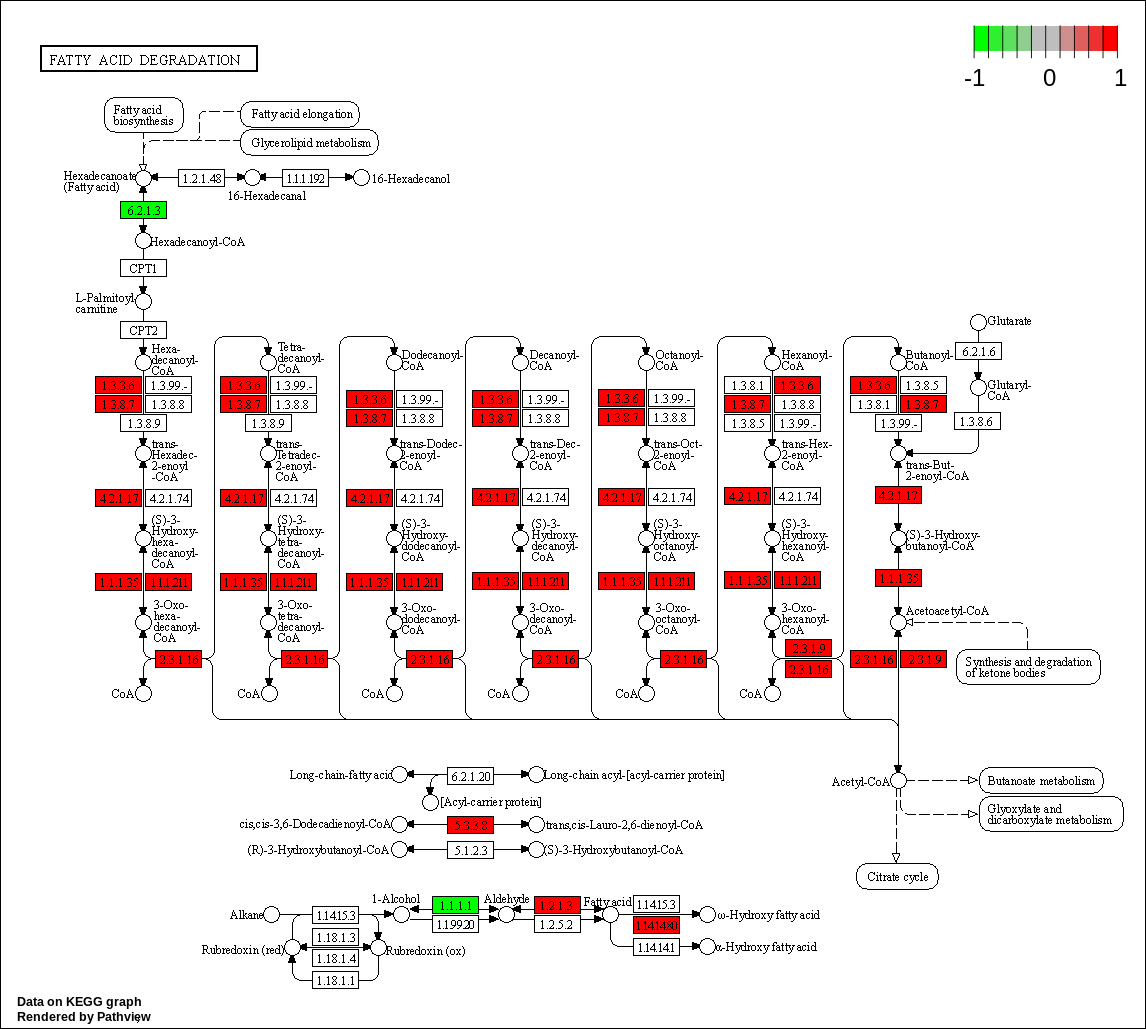 FATTY ACID DEGRADATION
-1 0 1
Fatty acid
biosynthesis
Fatty acid elongation
Glycerolipid metabolism
Hexadecanoate
(Fatty acid)
1.2.1.48
1.1.1.192
16-Hexadecanol
16-Hexadecanal
6.2.1.3
Hexadecanoyl-CoA
CPT1
L-Palmitoyl-
carnitine
CPT2
Glutarate
6.2.1.6
Glutaryl-
CoA
1.3.8.6
Hexa-
decanoyl-
CoA
1.3.3.6 1.3.99.-
1.3.8.7 1.3.8.8
1.3.8.9
trans-
Hexadec-
2-enoyl
-CoA
4.2.1.17 4.2.1.74
(S)-3-
Hydroxy-
hexa-
decanoyl-
CoA
1.1.1.35 1.1.1.211
3-Oxo-
hexa-
decanoyl-
CoA
2.3.1.16
CoA
Tetra-
decanoyl-
CoA
1.3.3.6 1.3.99.-
1.3.8.7 1.3.8.8
1.3.8.9
trans-
Tetradec-
2-enoyl-
CoA
4.2.1.17 4.2.1.74
(S)-3-
Hydroxy-
tetra-
decanoyl-
CoA
1.1.1.35 1.1.1.211
3-Oxo-
tetra-
decanoyl-
CoA
2.3.1.16
CoA
Dodecanoyl-
CoA
1.3.3.6 1.3.99.-
1.3.8.7 1.3.8.8
trans-Dodec-
2-enoyl-
CoA
4.2.1.17 4.2.1.74
(S)-3-
Hydroxy-
dodecanoyl-
CoA
1.1.1.35 1.1.1.211
3-Oxo-
dodecanoyl-
CoA
2.3.1.16
CoA
Decanoyl-
CoA
1.3.3.6 1.3.99.-
1.3.8.7 1.3.8.8
trans-Dec-
2-enoyl-
CoA
4.2.1.17 4.2.1.74
(S)-3-
Hydroxy-
decanoyl-
CoA
1.1.1.35 1.1.1.211
3-Oxo-
decanoyl-
CoA
2.3.1.16
CoA
Octanoyl-
CoA
1.3.3.6 1.3.99.-
1.3.8.7 1.3.8.8
trans-Oct-
2-enoyl-
CoA
4.2.1.17 4.2.1.74
(S)-3-
Hydroxy-
octanoyl-
CoA
1.1.1.35 1.1.1.211
3-Oxo-
octanoyl-
CoA
2.3.1.16
CoA
Hexanoyl-
CoA
1.3.8.1 1.3.3.6
1.3.8.7 1.3.8.8
1.3.8.5 1.3.99.-
trans-Hex-
2-enoyl-
CoA
4.2.1.17 4.2.1.74
(S)-3-
Hydroxy-
hexanoyl-
CoA
1.1.1.35 1.1.1.211
3-Oxo-
hexanoyl-
CoA
2.3.1.9
2.3.1.16
CoA
Butanoyl-
CoA
1.3.3.6 1.3.8.5
1.3.8.1 1.3.8.7
1.3.99.-
trans-But-
2-enoyl-CoA
4.2.1.17
(S)-3-Hydroxy-
butanoyl-CoA
1.1.1.35
Acetoacetyl-CoA
2.3.1.16 2.3.1.9
Synthesis and degradation
of ketone bodies
Acetyl-CoA
Butanoate metabolism
Glyoxylate and
dicarboxylate metabolism
Citrate cycle
Long-chain-fatty acid 6.2.1.20 Long-chain acyl-[acyl-carrier protein]
[Acyl-carrier protein]
cis,cis-3,6-Dodecadienoyl-CoA 5.3.3.8 trans,cis-Lauro-2,6-dienoyl-CoA
(R)-3-Hydroxybutanoyl-CoA 5.1.2.3 (S)-3-Hydroxybutanoyl-CoA
Alkane
1.14.15.3
1-Alcohol
1.1.1.1
1.1.99.20
Aldehyde
1.2.1.3
1.2.5.2
Fatty acid
1.14.15.3
1.14.14.80
ω-Hydroxy fatty acid
1.14.14.1
α-Hydroxy fatty acid
Rubredoxin (red)
1.18.1.3
1.18.1.4
1.18.1.1
Rubredoxin (ox)
Data on KEGG graph
Rendered by Pathview